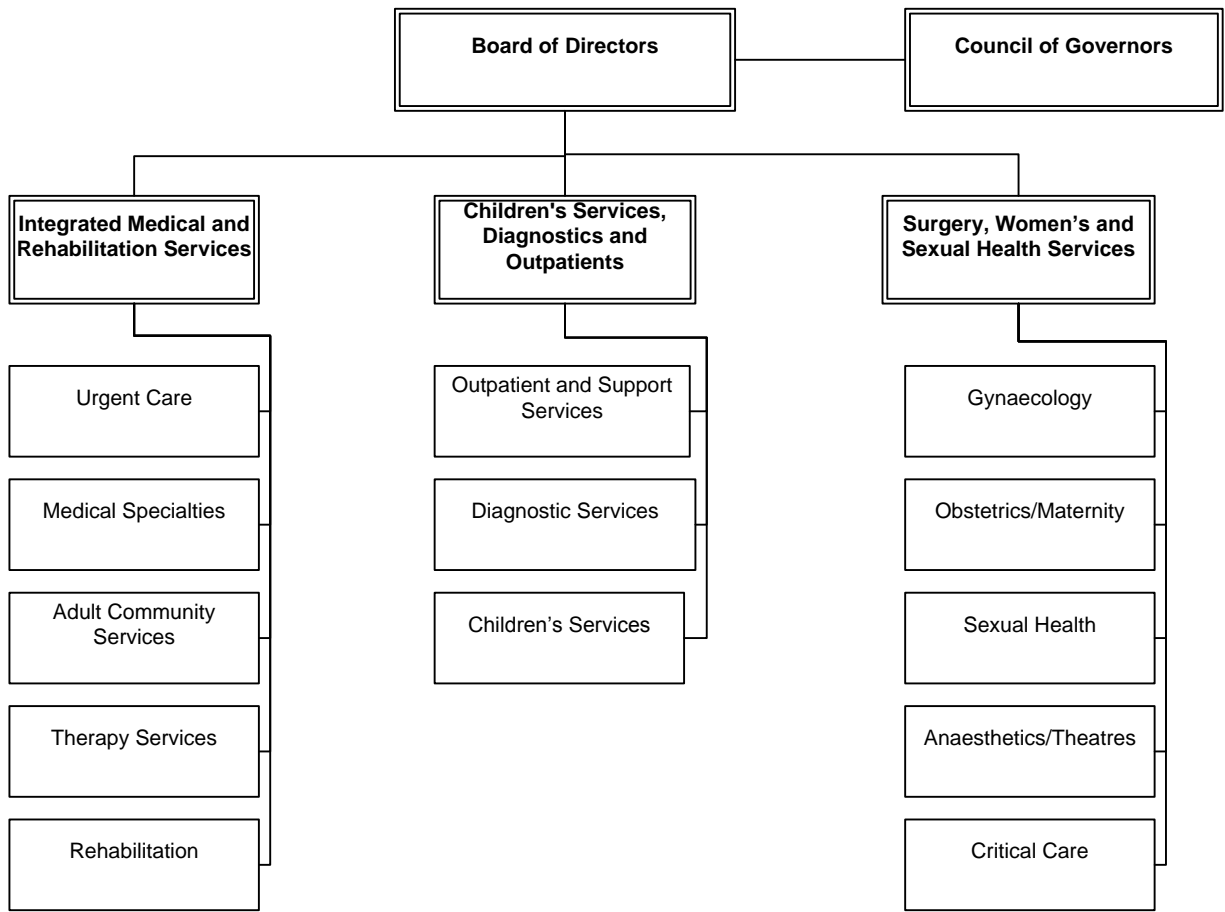 Board of Directors
Council of Governors
Integrated Medical and
Rehabilitation Services
Children's Services,
Diagnostics and
Outpatients
Surgery, Women’s and
Sexual Health Services
Urgent Care
Medical Specialties
Adult Community
Services
Therapy Services
Rehabilitation
Outpatient and Support
Services
Diagnostic Services
Children’s Services
Gynaecology
Obstetrics/Maternity
Sexual Health
Anaesthetics/Theatres
Critical Care